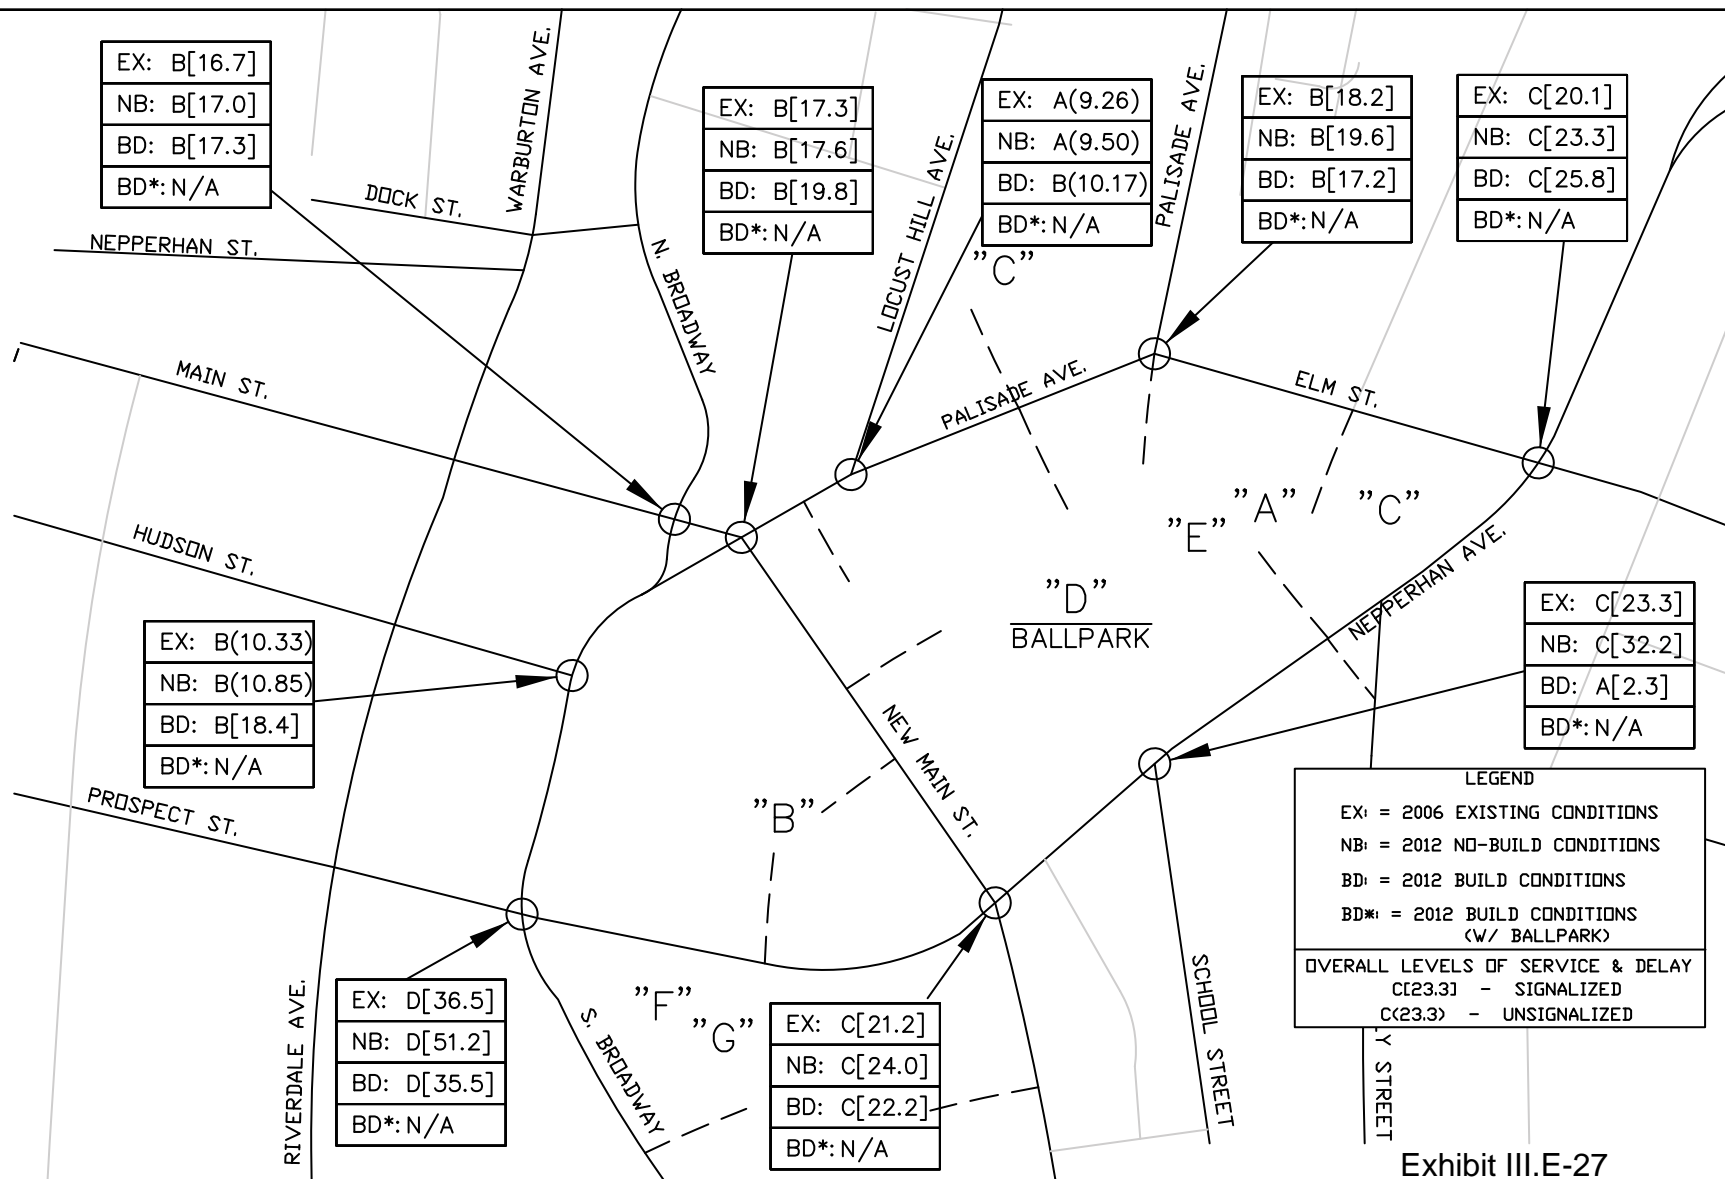 EX: B[16.7]
NB: B[17.0]
BD: B[17.3]
BD*: N/A
WARBURTON AVE.
EX: B[17.3]
NB: B[17.6]
BD: B[19.8]
BD*: N/A
EX: A(9.26)
NB: A(9.50)
BD: B(10.17)
BD*: N/A
PALISADE AVE.
EX: B[18.2]
NB: B[19.6]
BD: B[17.2]
BD*: N/A
EX: C[20.1]
NB: C[23.3]
BD: C[25.8]
BD*: N/A
DOCK ST.
NEPPERHAN ST.
N. BROADWAY
LOCUST HILL AVE.
"C"
MAIN ST.
PALISADE AVE.
ELM ST.
HUDSON ST.
"E"
"A"
"C"
NEPPERHAN AVE.
"D"
BALLPARK
EX: B(10.33)
NB: B(10.85)
BD: B[18.4]
BD*: N/A
EX: C[23.3]
NB: C[32.2]
BD: A[2.3]
BD*: N/A
NEW MAIN ST.
PROSPECT ST.
"B"
LEGEND
EX: = 2006 EXISTING CONDITIONS
NB: = 2012 NO-BUILD CONDITIONS
BD: = 2012 BUILD CONDITIONS
BD*: = 2012 BUILD CONDITIONS
(W/ BALLPARK)
OVERALL LEVELS OF SERVICE & DELAY
C[23.3] - SIGNALIZED
C(23.3) - UNSIGNALIZED
RIVERDALE AVE.
EX: D[36.5]
NB: D[51.2]
BD: D[35.5]
BD*: N/A
S. BROADWAY
"F"
"G"
EX: C[21.2]
NB: C[24.0]
BD: C[22.2]
BD*: N/A
SCHOOL STREET
Y STREET
Exhibit III.E-27